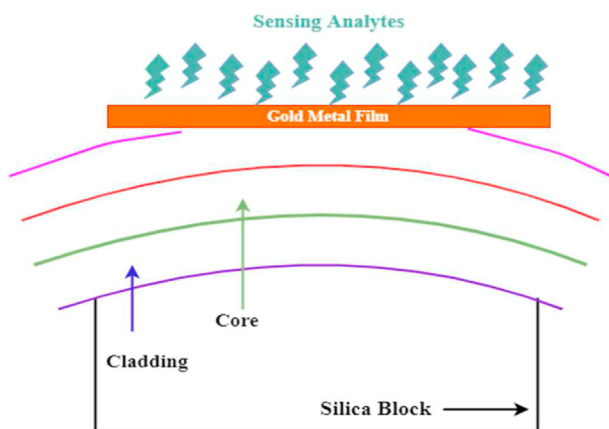 Sensing Analytes
Gold Metal Film
Core
Cladding
Silica Block